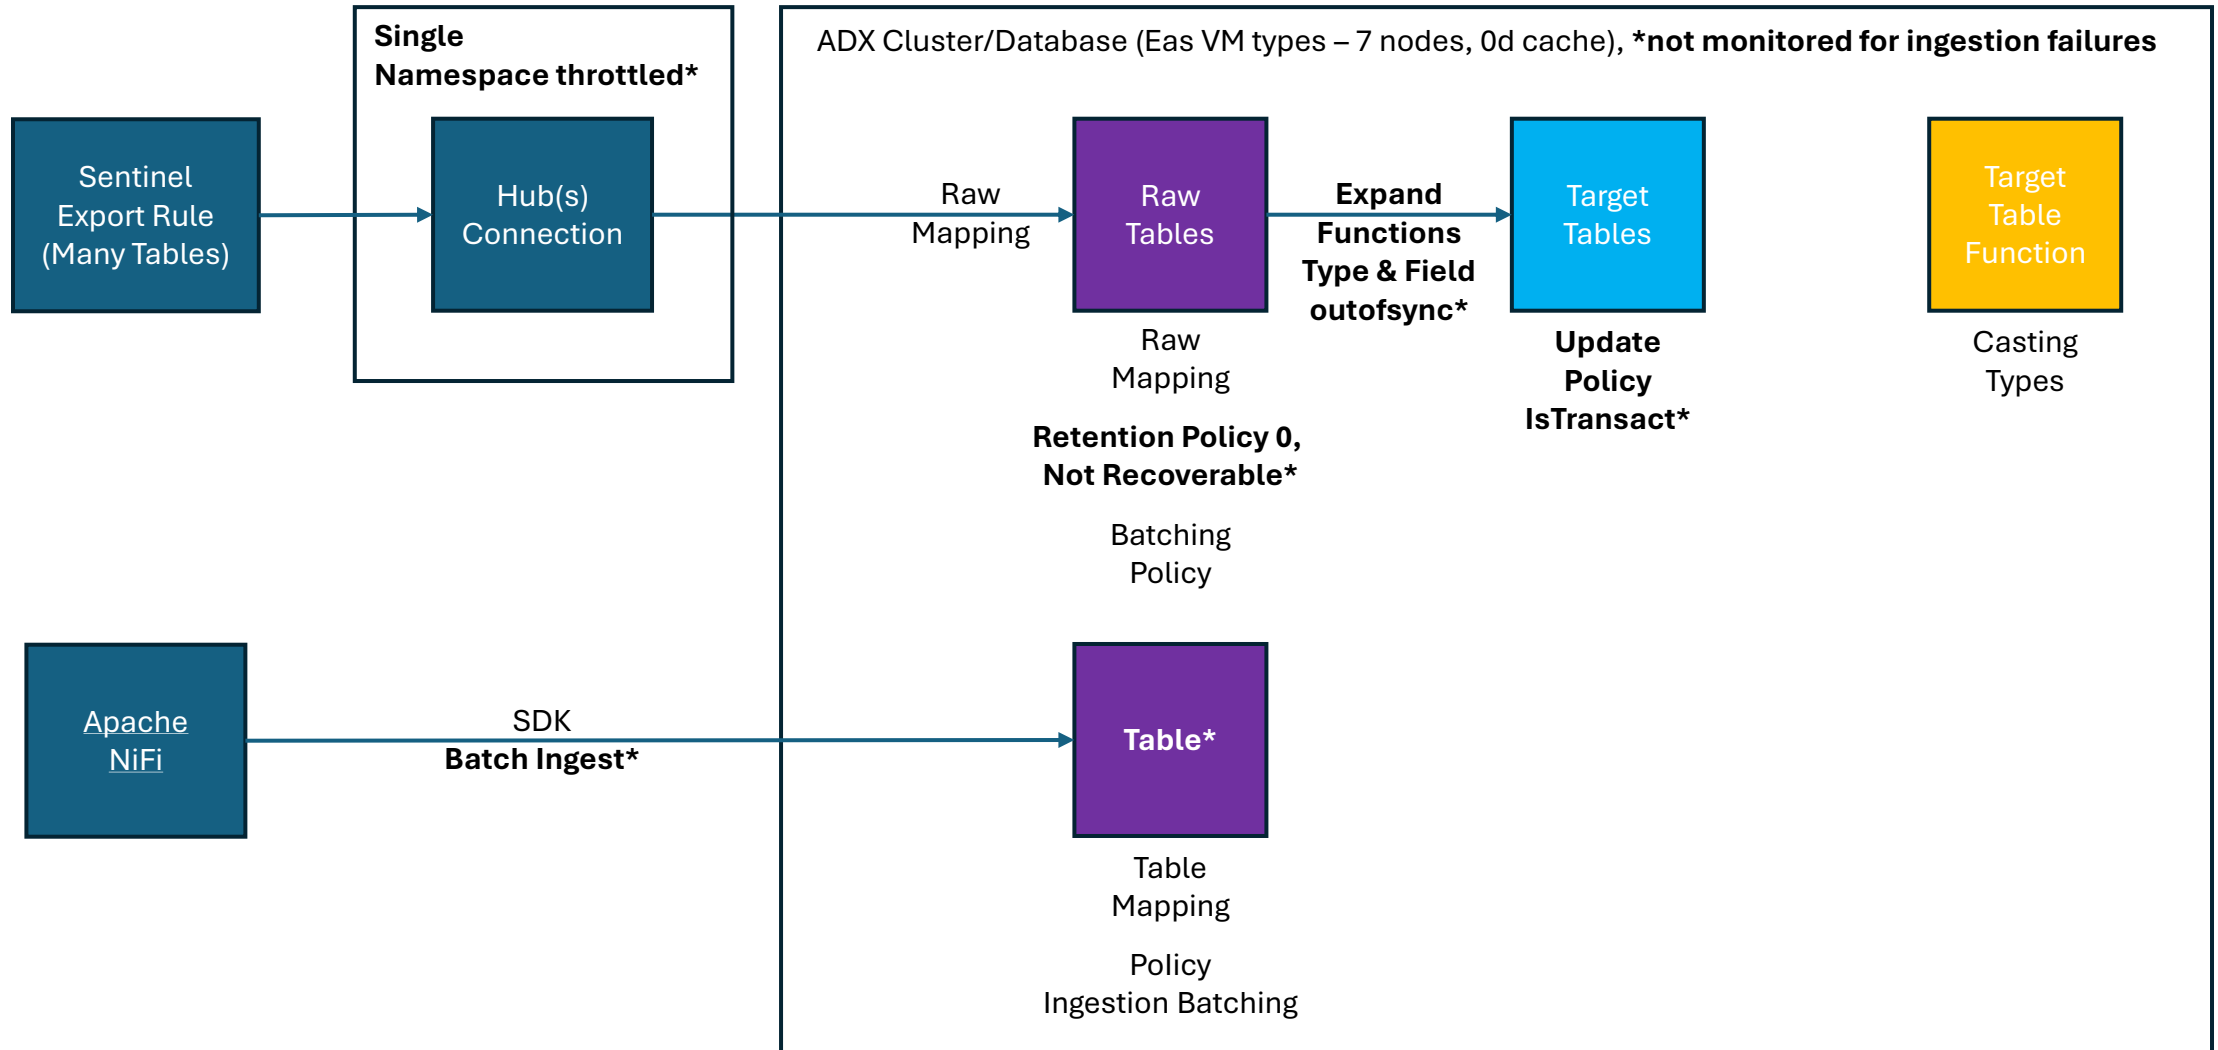 Single
Namespace throttled*
ADX Cluster/Database (Eas VM types – 7 nodes, 0d cache), *not monitored for ingestion failures
Sentinel
Export Rule
(Many Tables)
Hub(s)
Connection
Raw
Mapping
Raw
Tables
Expand
Functions
Type & Field
outofsync*
Target
Tables
Target
Table
Function
Raw
Mapping
Retention Policy 0,
Not Recoverable*
Batching
Policy
Update
Policy
IsTransact*
Casting
Types
Apache
NiFi
SDK
Batch Ingest*
Table*
Table
Mapping
Policy
Ingestion Batching